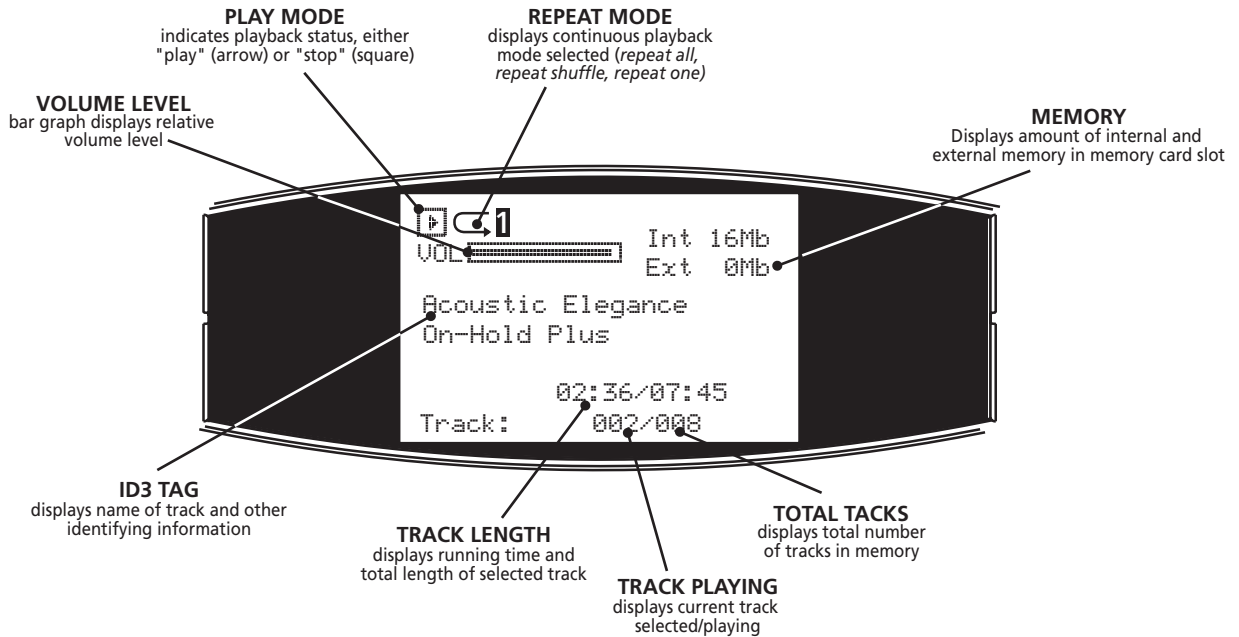 PLAY MODE
indicates playback status, either
"play" (arrow) or "stop" (square)
REPEAT MODE
displays continuous playback
mode selected (repeat all,
repeat shuffle, repeat one)
VOLUME LEVEL
bar graph displays relative
volume level
MEMORY
Displays amount of internal and
external memory in memory card slot
1
VOL
Int 16Mb
Ext 0Mb
Acoustic Elegance
On-Hold Plus
02:36/07:45
Track: 002/008
ID3 TAG
displays name of track and other
identifying information
TRACK LENGTH
displays running time and
total length of selected track
TRACK PLAYING
displays current track
selected/playing
TOTAL TACKS
displays total number
of tracks in memory